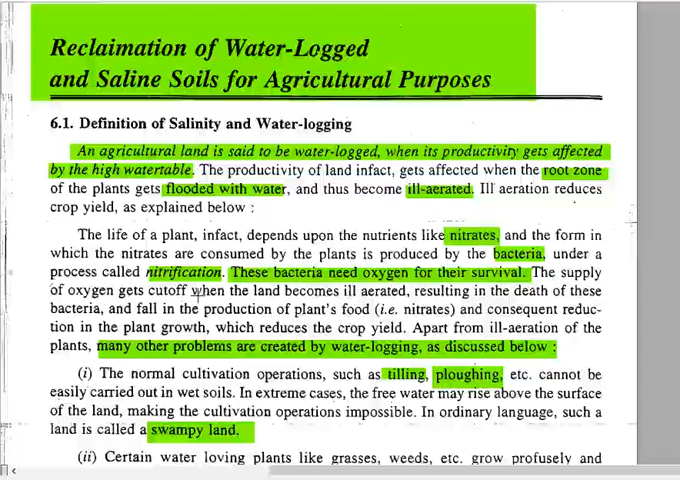 Reclaimation of Water-Logged
and Saline Soils for Agricultural Purposes
6.1. Definition of Salinity and Water-logging
An agricultural land is said to be water-logged, when its productivity gets affected
by the high watertable. The productivity of land infact, gets affected when the root zone
of the plants gets flooded with water, and thus become ill-aerated. Ill aeration reduces
crop yield, as explained below :
The life of a plant, infact, depends upon the nutrients like nitrates, and the form in
which the nitrates are consumed by the plants is produced by the bacteria, under a
process called nitrification. These bacteria need oxygen for their survival. The supply
of oxygen gets cutoff when the land becomes ill aerated, resulting in the death of these
bacteria, and fall in the production of plant's food (i.e. nitrates) and consequent reduc-
tion in the plant growth, which reduces the crop yield. Apart from ill-aeration of the
plants, many other problems are created by water-logging, as discussed below :
(i) The normal cultivation operations, such as tilling, ploughing, etc. cannot be
easily carried out in wet soils. In extreme cases, the free water may rise above the surface
of the land, making the cultivation operations impossible. In ordinary language, such a
land is called a swampy land.
(ii) Certain water loving plants like grasses, weeds, etc. grow profusely and